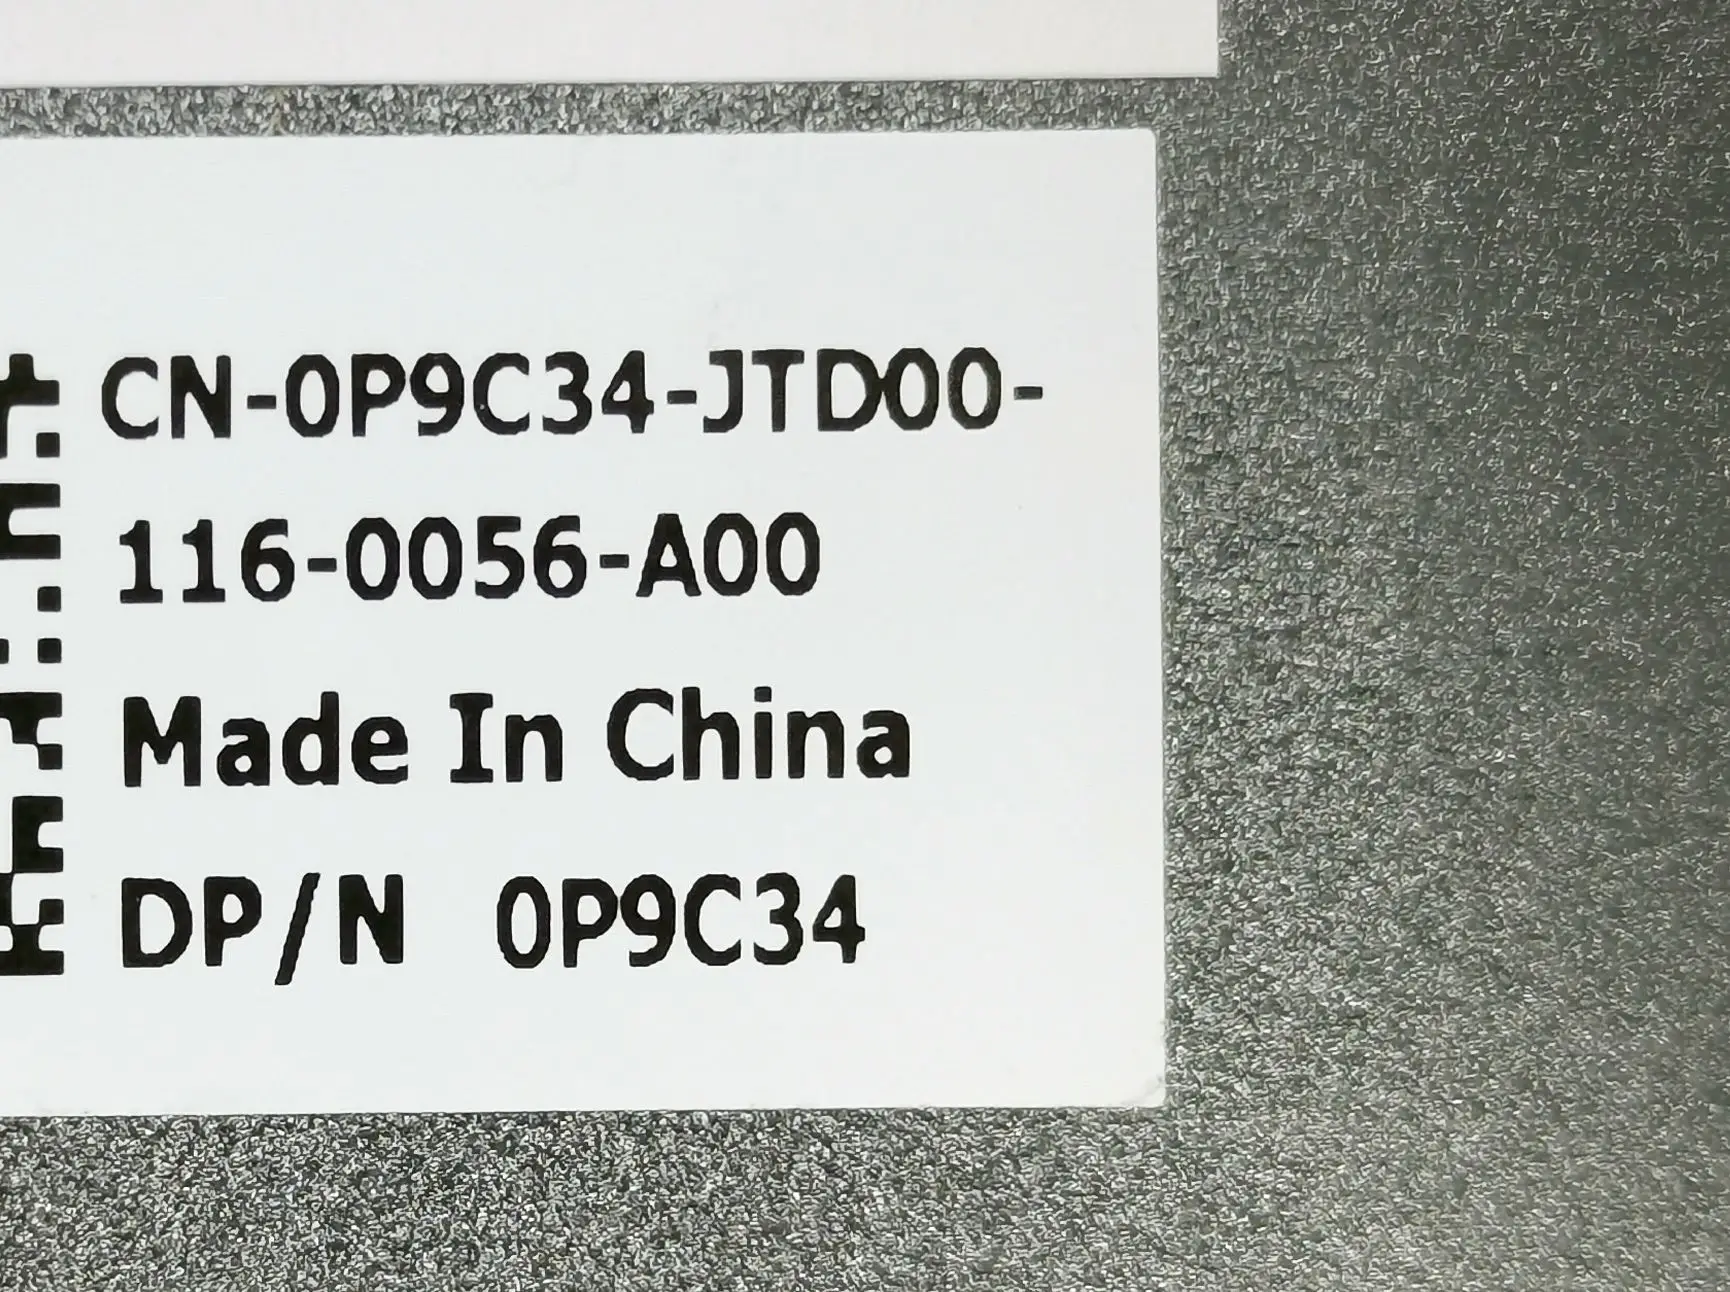 CN-0P9C34-JTD00-
116-0056-A00
Made In China
DP/N 0P9C34